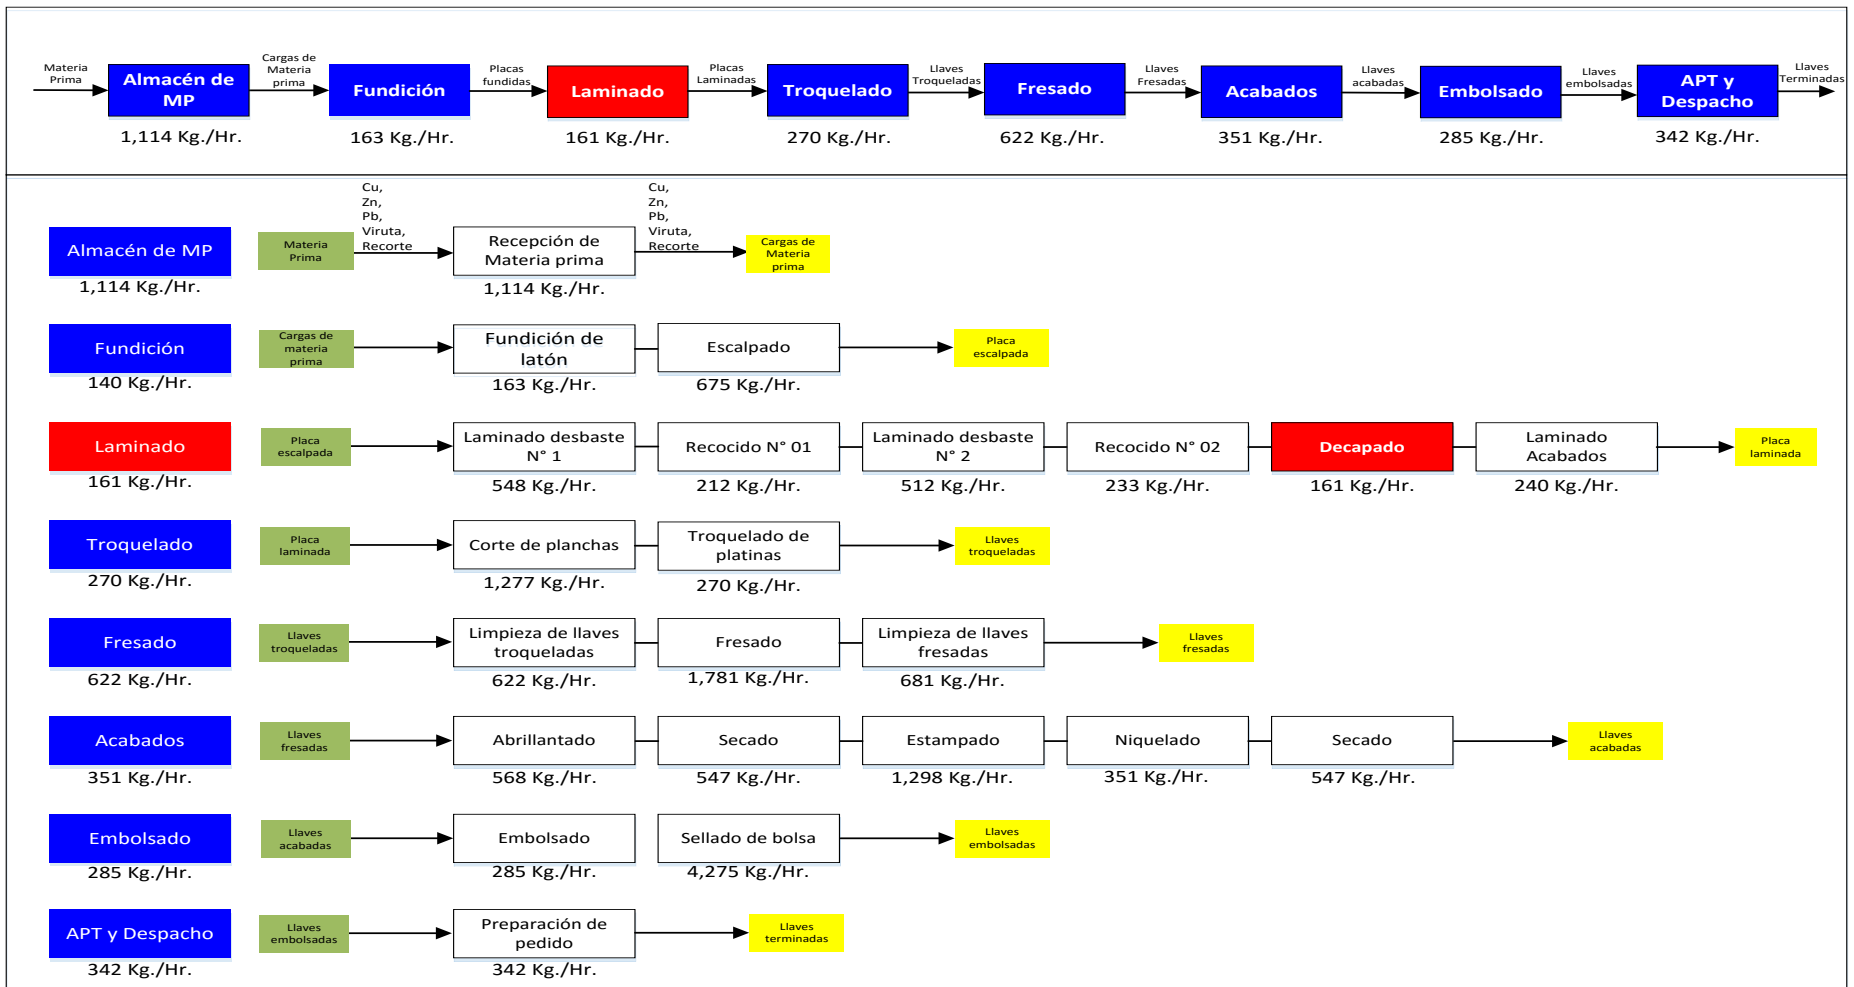 Materia
Prima
Almacén de
MP
1,114 Kg./Hr.
Cargas de
Materia
prima
Fundición
163 Kg./Hr.
Placas
fundidas
Laminado
161 Kg./Hr.
Placas
Laminadas
Troquelado
270 Kg./Hr.
Llaves
Troqueladas
Fresado
622 Kg./Hr.
Llaves
Fresadas
Acabados
351 Kg./Hr.
Llaves
acabadas
Embolsado
285 Kg./Hr.
Llaves
embolsadas
APT y
Despacho
342 Kg./Hr.
Llaves
Terminadas
Almacén de MP
1,114 Kg./Hr.
Materia
Prima
Cu,
Zn,
Pb,
Viruta,
Recorte
Recepción de
Materia prima
1,114 Kg./Hr.
Cu,
Zn,
Pb,
Viruta,
Recorte
Cargas de
Materia
prima
Fundición
140 Kg./Hr.
Cargas de
materia
prima
Fundición de
latón
163 Kg./Hr.
Escalpado
675 Kg./Hr.
Placa
escalpada
Laminado
161 Kg./Hr.
Placa
escalpada
Laminado desbaste
N° 1
548 Kg./Hr.
Recocido N° 01
212 Kg./Hr.
Laminado desbaste
N° 2
512 Kg./Hr.
Recocido N° 02
233 Kg./Hr.
Decapado
161 Kg./Hr.
Laminado
Acabados
240 Kg./Hr.
Placa
laminada
Troquelado
270 Kg./Hr.
Placa
laminada
Corte de planchas
1,277 Kg./Hr.
Troquelado de
platinas
270 Kg./Hr.
Llaves
troqueladas
Fresado
622 Kg./Hr.
Llaves
troqueladas
Limpieza de llaves
troqueladas
622 Kg./Hr.
Fresado
1,781 Kg./Hr.
Limpieza de llaves
fresadas
681 Kg./Hr.
Llaves
fresadas
Acabados
351 Kg./Hr.
Llaves
fresadas
Abrillantado
568 Kg./Hr.
Secado
547 Kg./Hr.
Estampado
1,298 Kg./Hr.
Niquelado
351 Kg./Hr.
Secado
547 Kg./Hr.
Llaves
acabadas
Embolsado
285 Kg./Hr.
Llaves
acabadas
Embolsado
285 Kg./Hr.
Sellado de bolsa
4,275 Kg./Hr.
Llaves
embolsadas
APT y Despacho
342 Kg./Hr.
Llaves
embolsadas
Preparación de
pedido
342 Kg./Hr.
Llaves
terminadas